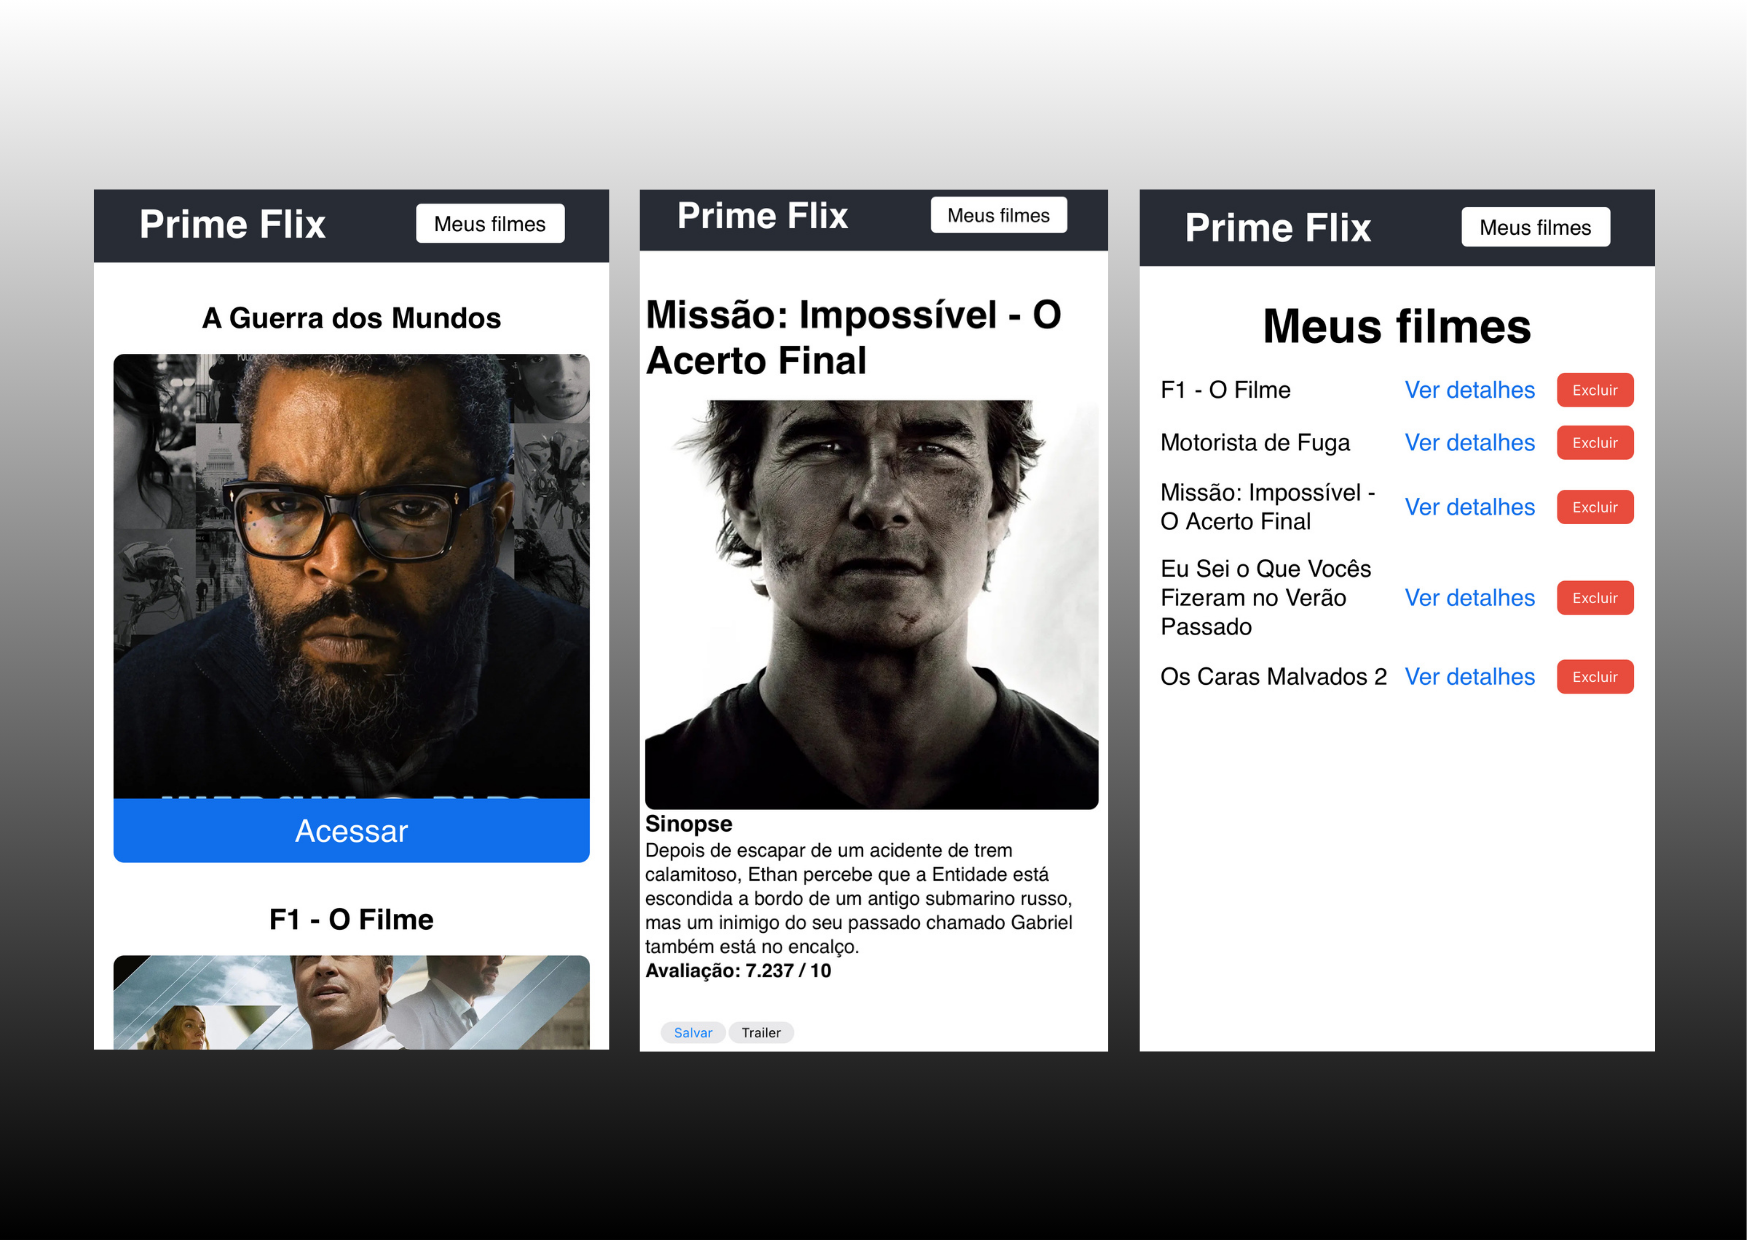 Prime Flix
Meus filmes
A Guerra dos Mundos
Acessar
F1 - O Filme
Prime Flix
Meus filmes
Missão: Impossível - O
Acerto Final
Sinopse
Depois de escapar de um acidente de trem
calamitoso, Ethan percebe que a Entidade está
escondida a bordo de um antigo submarino russo,
mas um inimigo do seu passado chamado Gabriel
também está no encalço.
Avaliação: 7.237 / 10
Salvar
Trailer
Prime Flix
Meus filmes
Meus filmes
F1 - O Filme Ver detalhes Excluir
Motorista de Fuga Ver detalhes Excluir
Missão: Impossível -
O Acerto Final
Ver detalhes Excluir
Eu Sei o Que Vocês
Fizeram no Verão
Passado
Ver detalhes Excluir
Os Caras Malvados 2 Ver detalhes Excluir